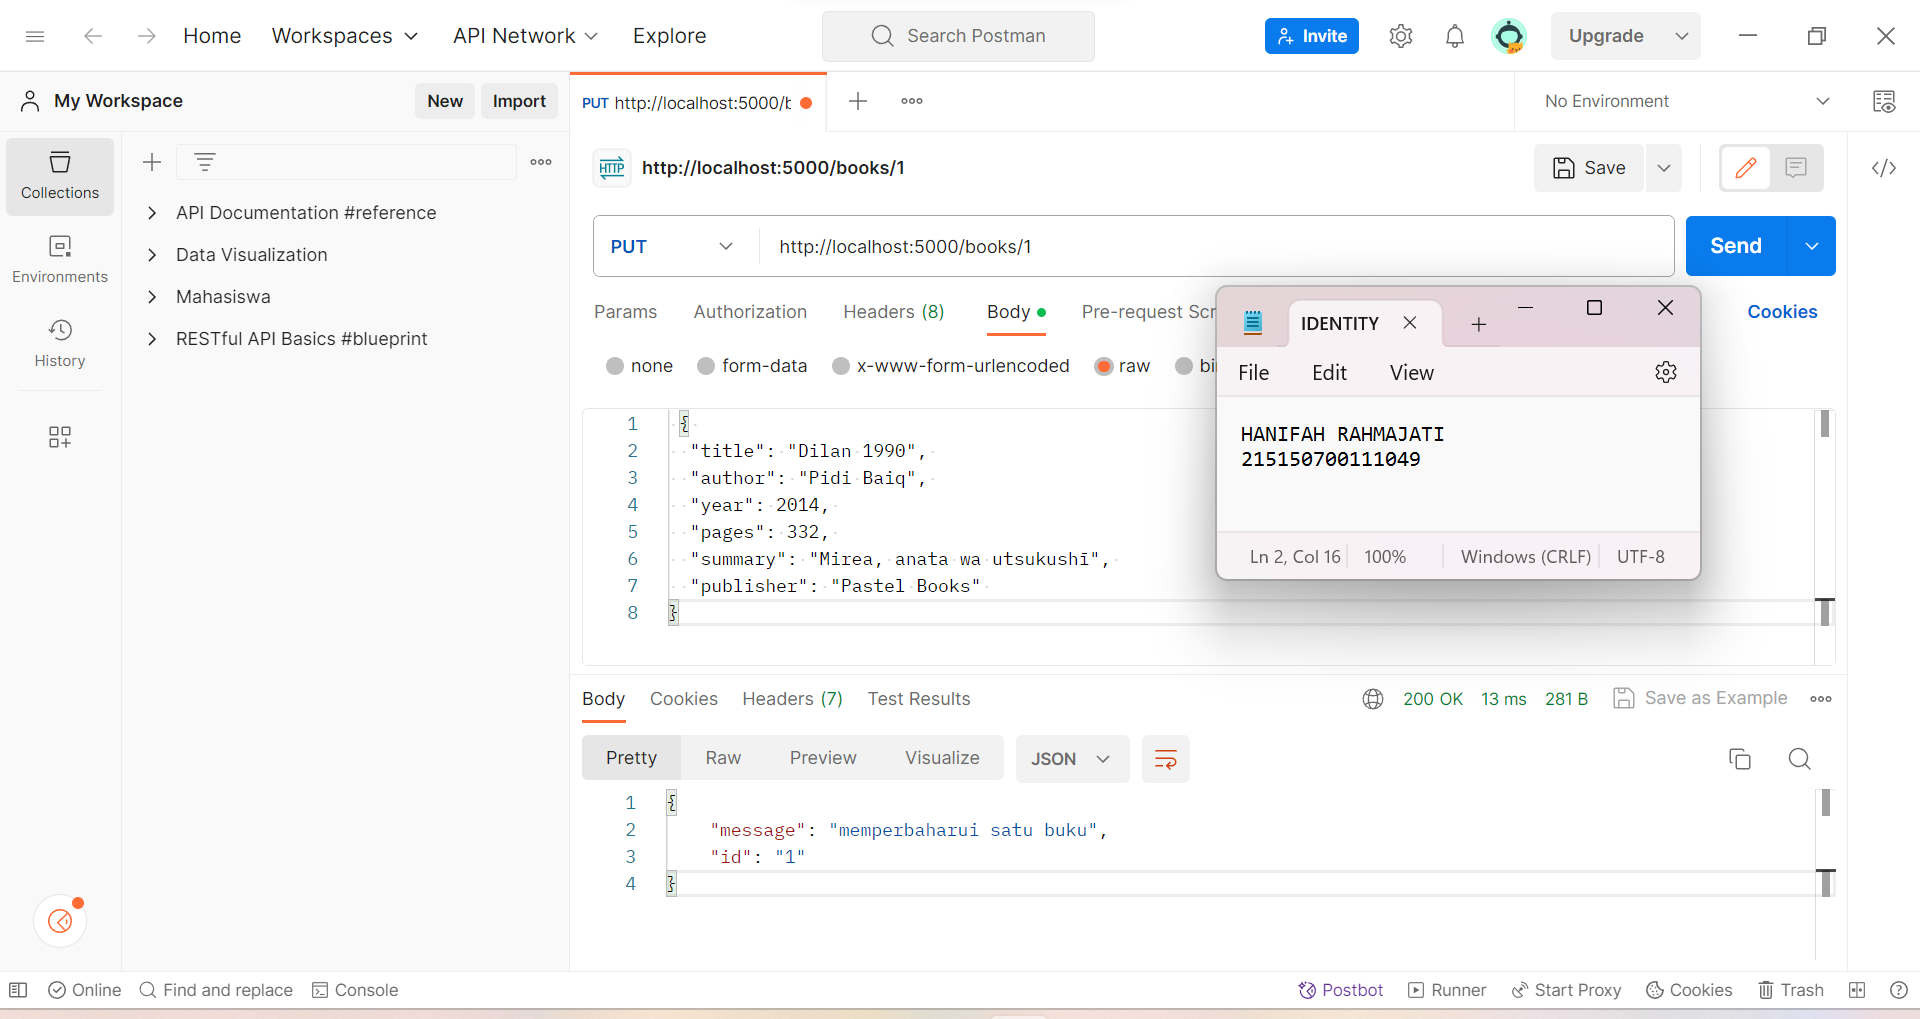 Home Workspaces API Network Explore Search Postman Invite Upgrade
My Workspace New Import PUT http://localhost:5000/b No Environment
Collections
Environments
History
API Documentation #reference
Data Visualization
Mahasiswa
RESTful API Basics #blueprint
HTTP http://localhost:5000/books/1 Save
PUT http://localhost:5000/books/1 Send
Params Authorization Headers (8) Body Pre-request Scr Cookies
none form-data x-www-form-urlencoded raw bi
1 {
2 "title": "Dilan 1990",
3 "author": "Pidi Baiq",
4 "year": 2014,
5 "pages": 332,
6 "summary": "Mirea, anata wa utsukushī",
7 "publisher": "Pastel Books"
8 }
IDENTITY
File Edit View
HANIFAH RAHMAJATI
215150700111049
Ln 2, Col 16 100% Windows (CRLF) UTF-8
Body Cookies Headers (7) Test Results 200 OK 13 ms 281 B Save as Example
Pretty Raw Preview Visualize JSON
1 {
2 "message": "memperbaharui satu buku",
3 "id": "1"
4 }
Online Find and replace Console Postbot Runner Start Proxy Cookies Trash